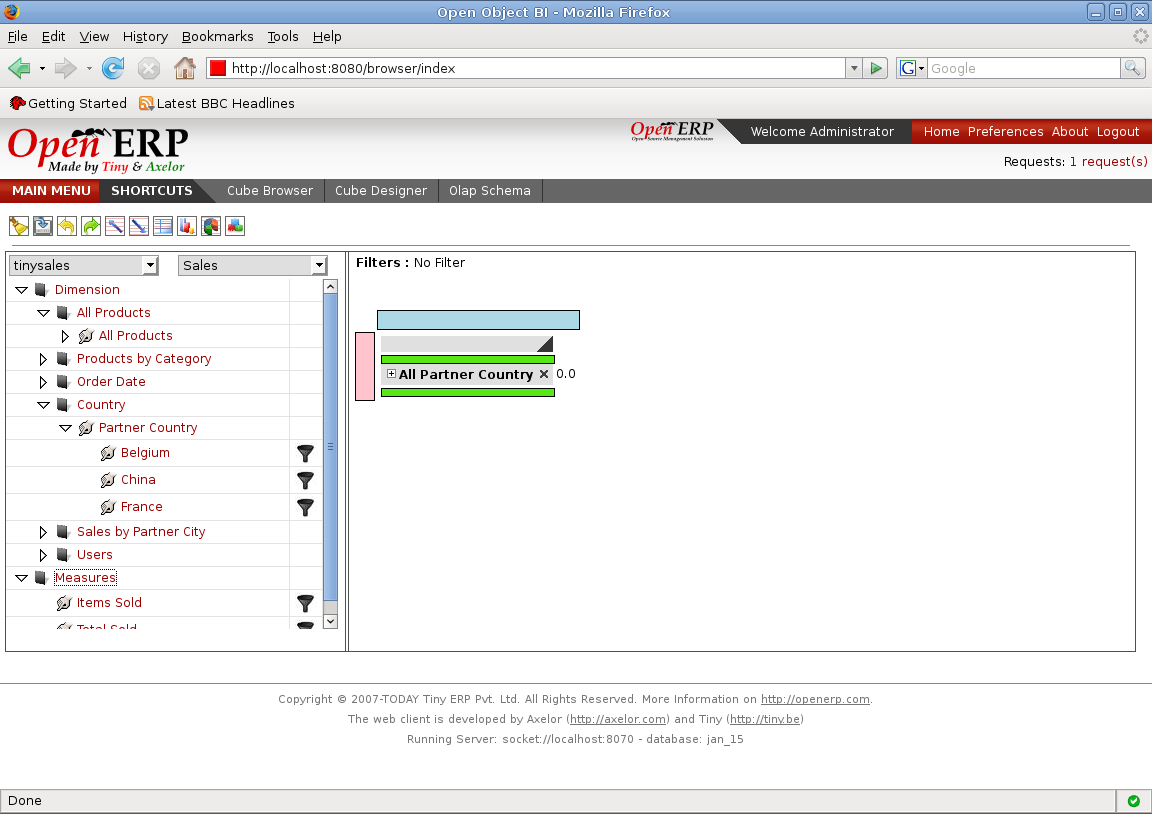 Open Object BI - Mozilla Firefox
File Edit View History Bookmarks Tools Help
http://localhost:8080/browser/index
G Google
Getting Started Latest BBC Headlines
Open ERP
Made by Tiny & Axelor
Open ERP
Open Source Management Solution
Welcome Administrator
Home Preferences About Logout
Requests: 1 request(s)
MAIN MENU SHORTCUTS Cube Browser Cube Designer Olap Schema
tinysales Sales
Filters : No Filter
Dimension
All Products
All Products
Products by Category
Order Date
Country
Partner Country
Belgium
China
France
Sales by Partner City
Users
Measures
Items Sold
Total Sold
All Partner Country 0.0
Copyright © 2007-TODAY Tiny ERP Pvt. Ltd. All Rights Reserved. More Information on http://openerp.com.
The web client is developed by Axelor (http://axelor.com) and Tiny (http://tiny.be)
Running Server: socket://localhost:8070 - database: jan_15
Done